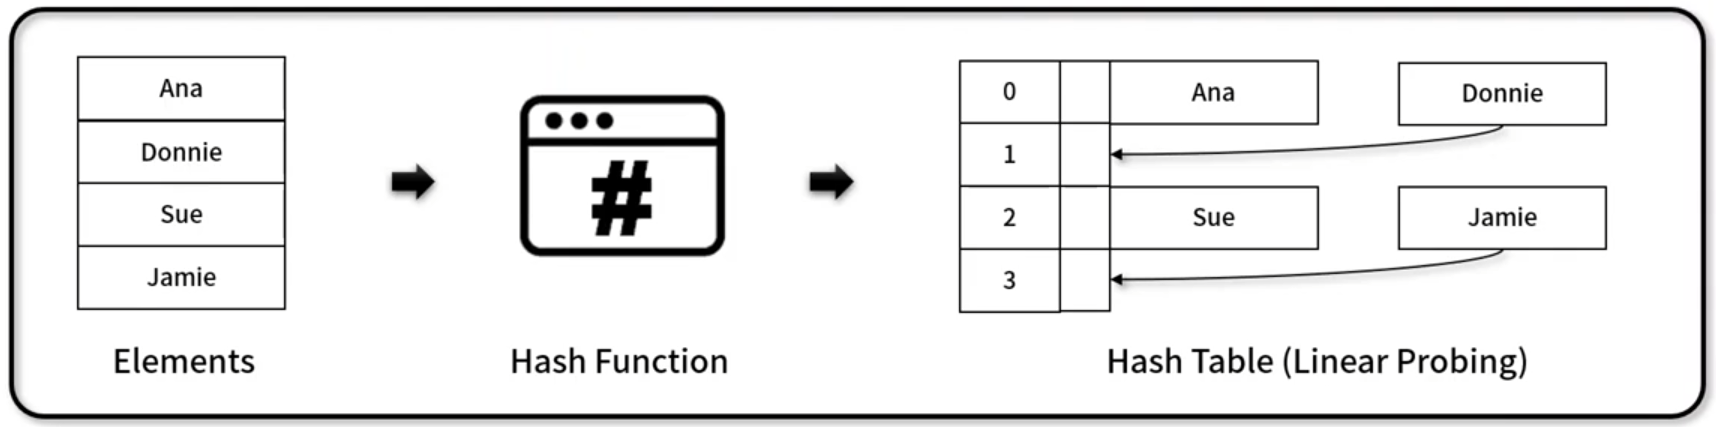 Ana
Donnie
Sue
Jamie
Elements
#
Hash Function
0
Ana
Donnie
1
2
Sue
Jamie
3
Hash Table (Linear Probing)